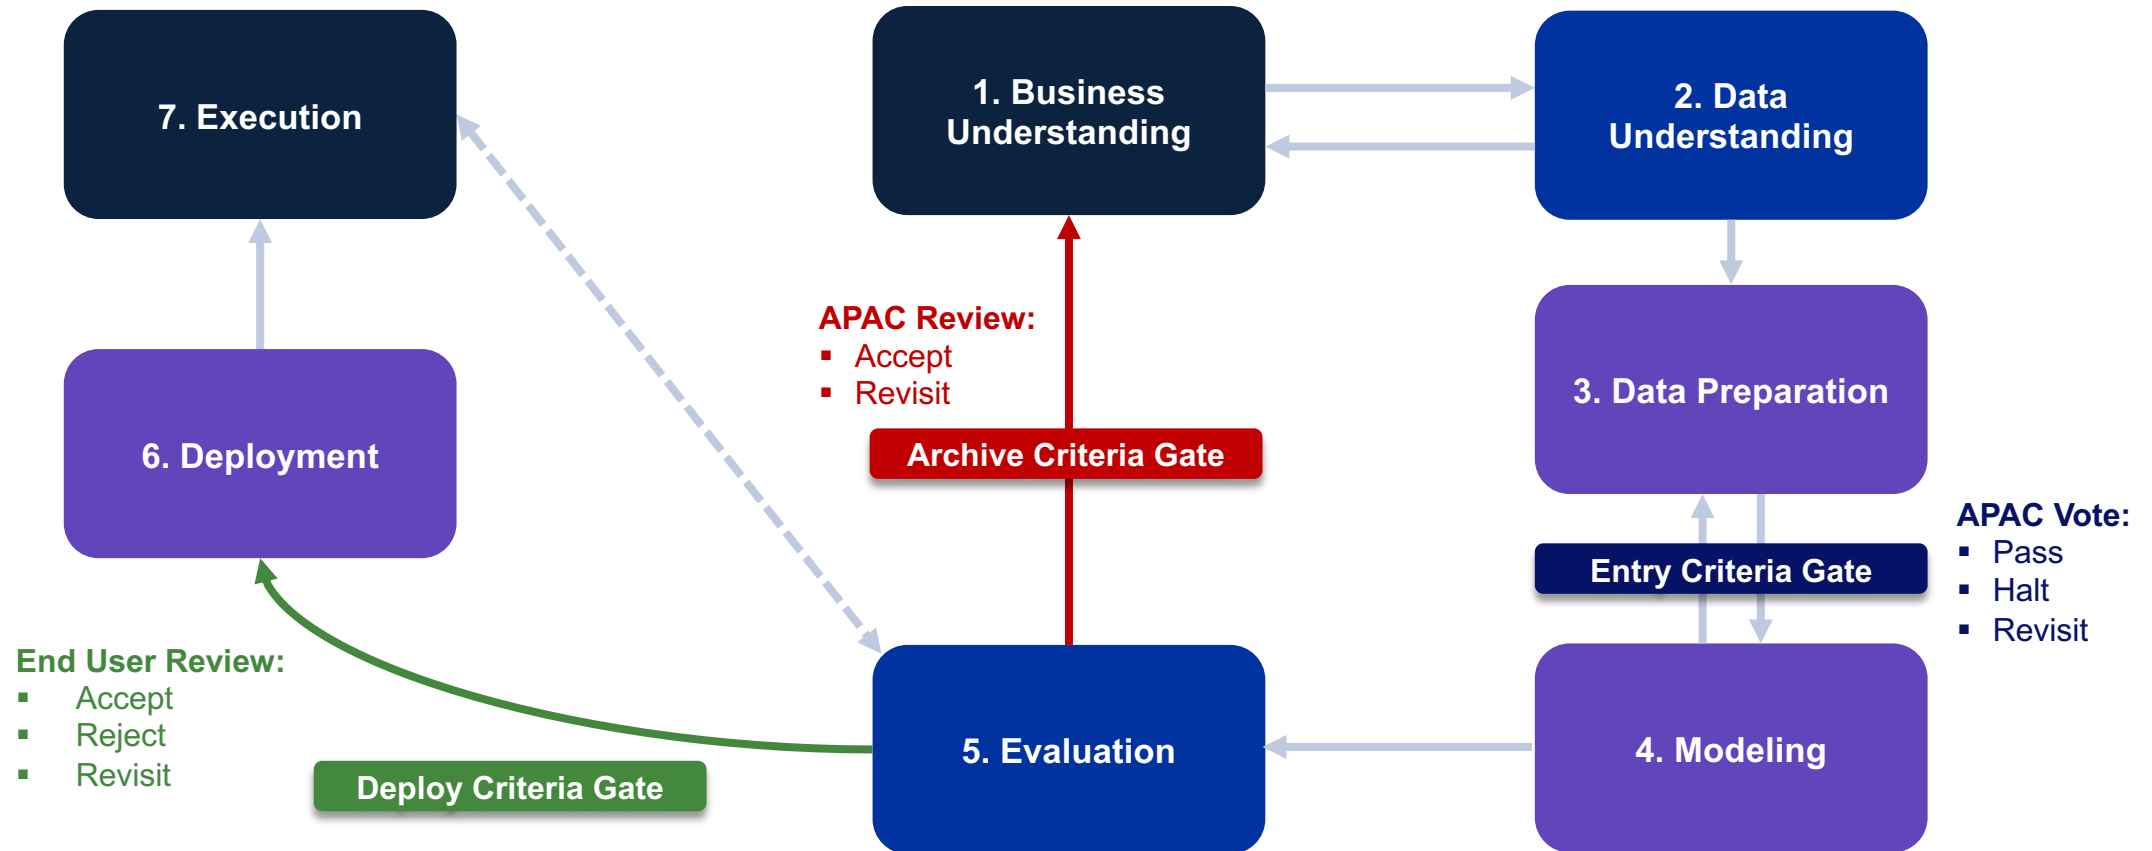 7. Execution
1. Business
Understanding
2. Data
Understanding
APAC Review:
▪ Accept
▪ Revisit
3. Data Preparation
6. Deployment
Archive Criteria Gate
APAC Vote:
▪ Pass
▪ Halt
▪ Revisit
Entry Criteria Gate
End User Review:
▪ Accept
▪ Reject
▪ Revisit
Deploy Criteria Gate
5. Evaluation
4. Modeling